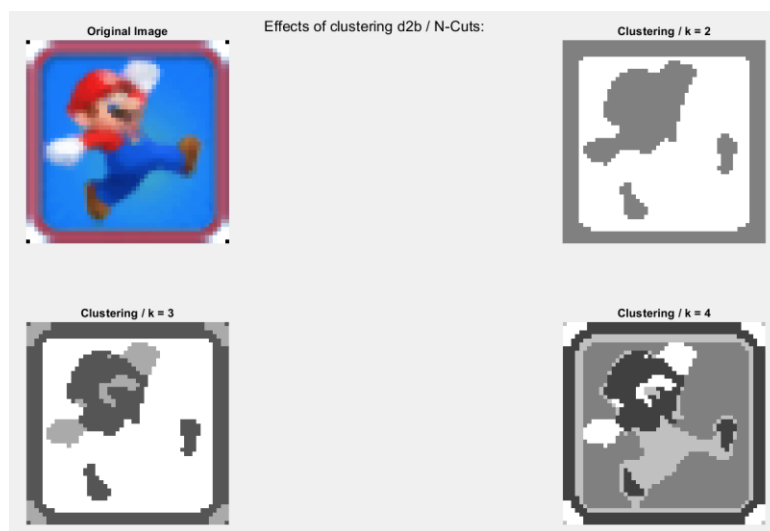 Effects of clustering d2b / N-Cuts:
Original Image
Clustering / k = 2
Clustering / k = 3
Clustering / k = 4